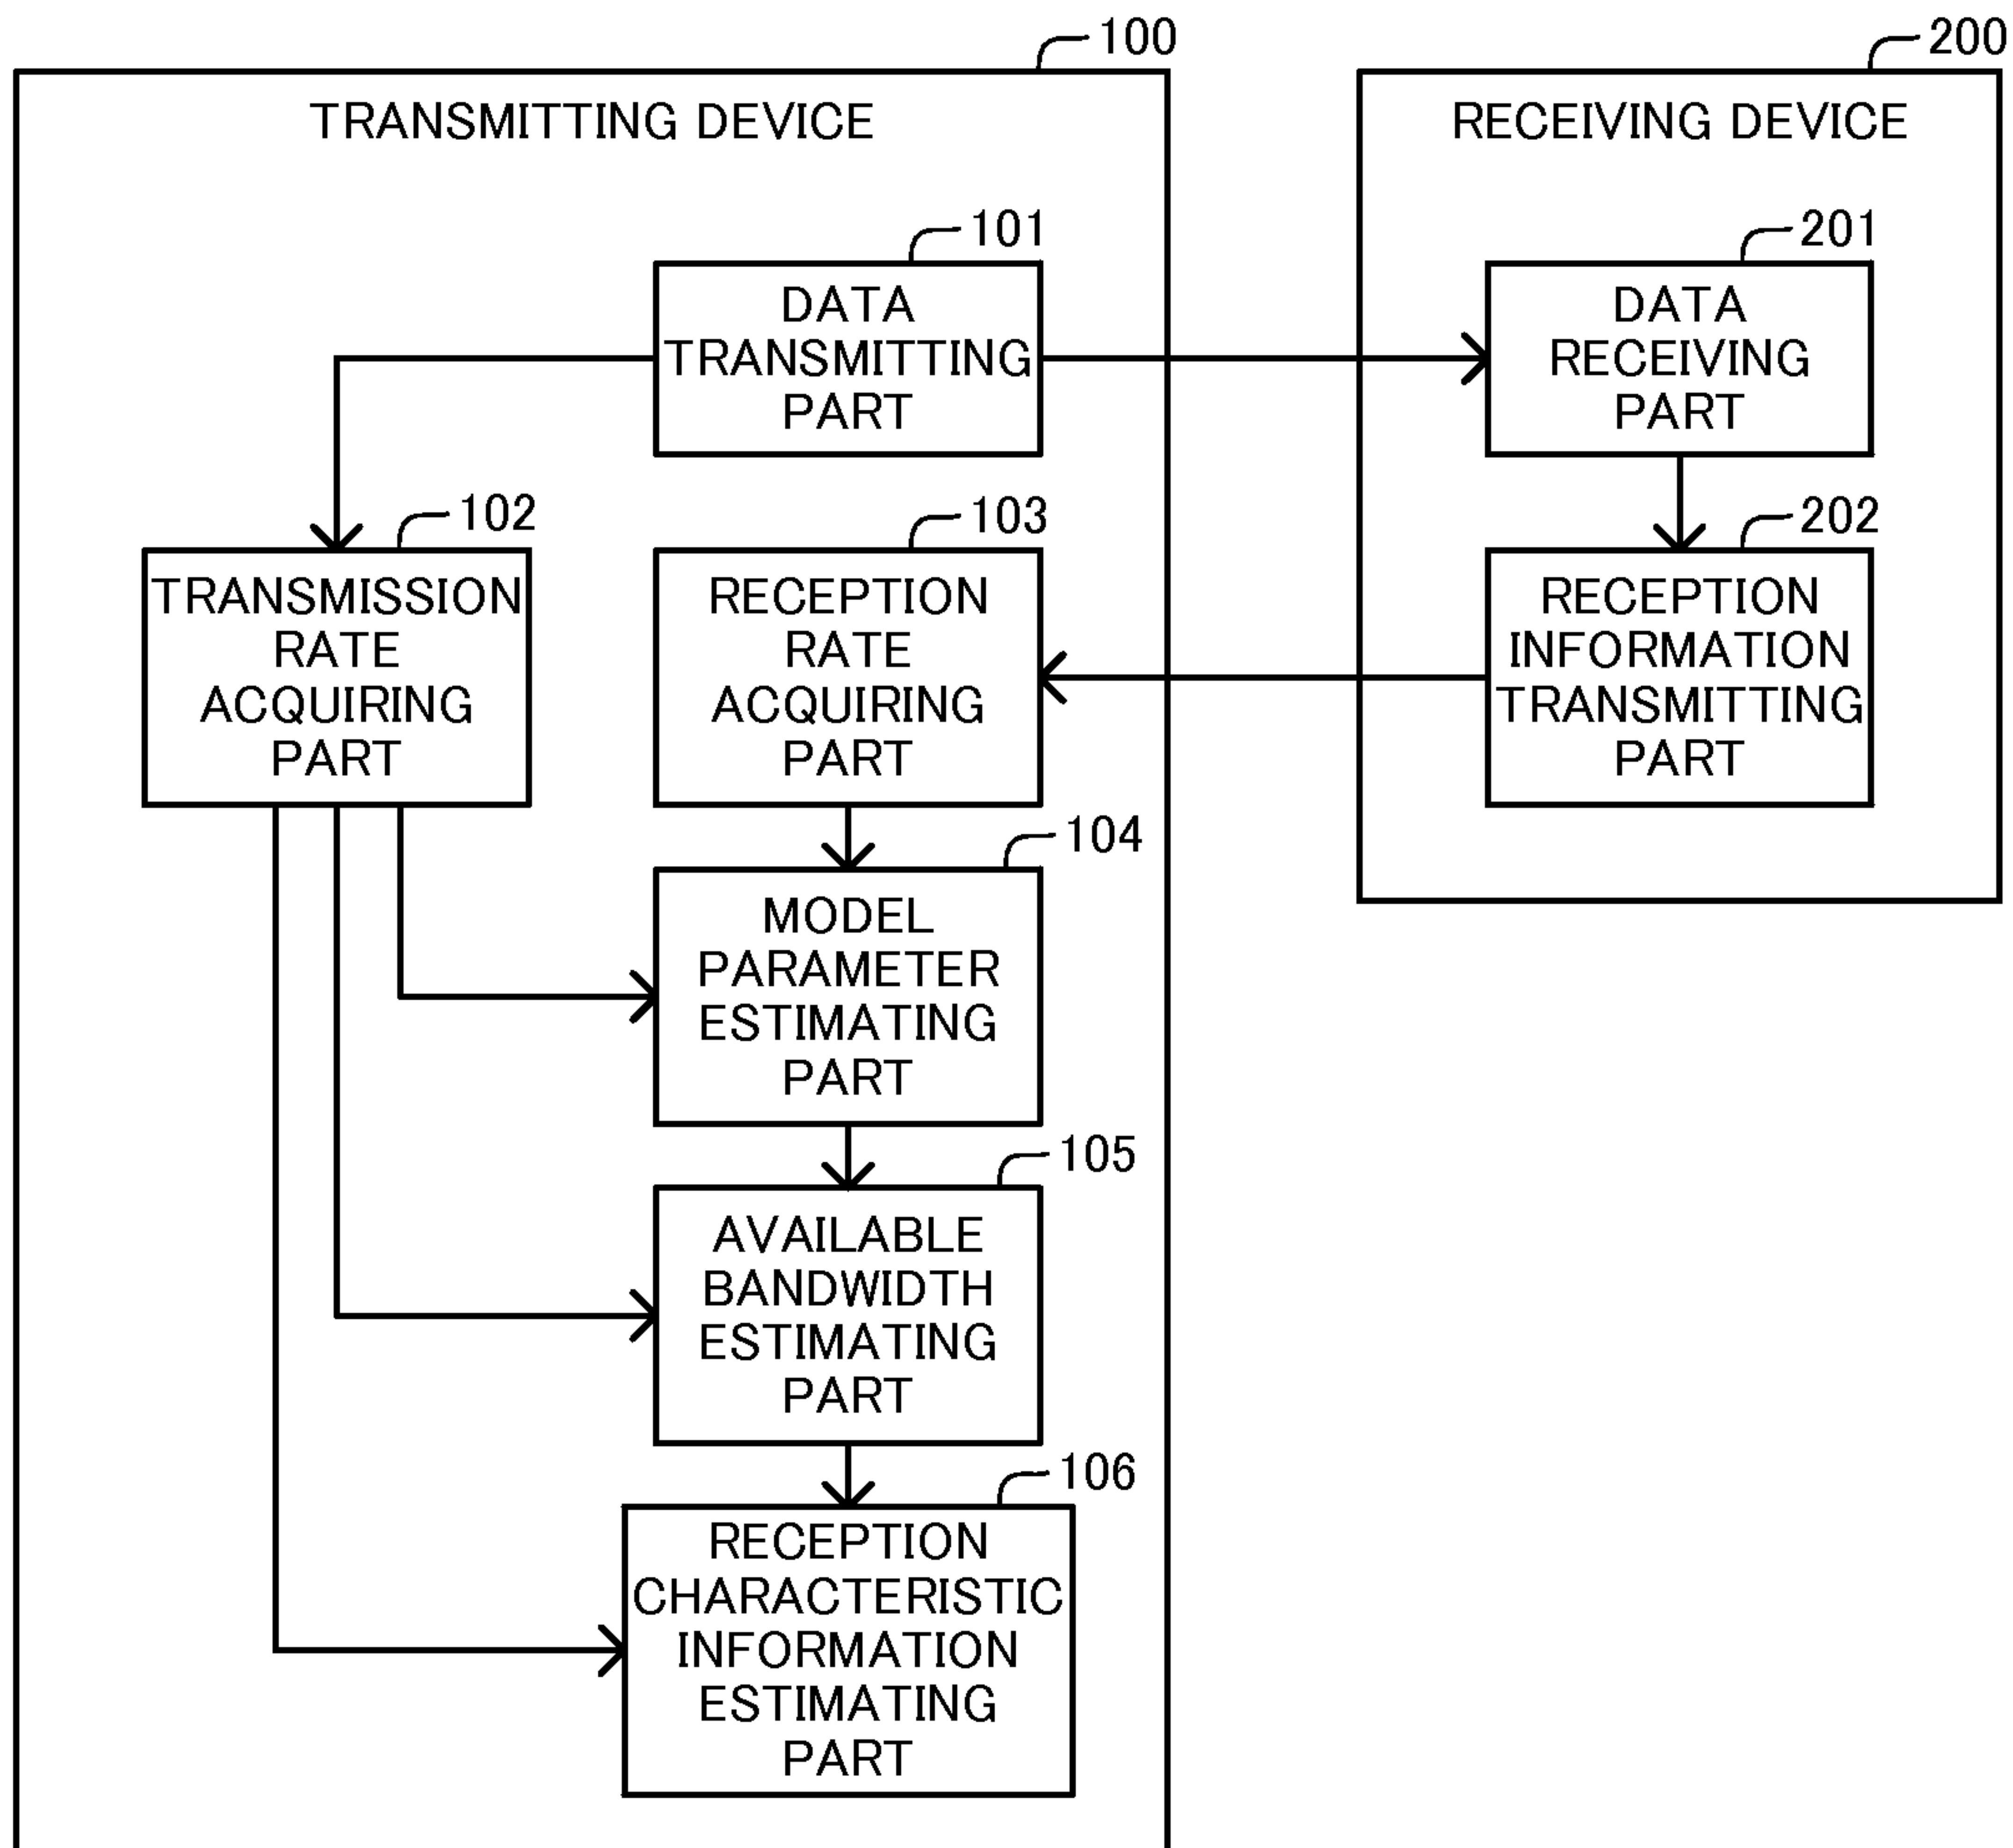 100
200
TRANSMITTING DEVICE
RECEIVING DEVICE
101
201
DATA
TRANSMITTING
PART
DATA
RECEIVING
PART
102
103
202
TRANSMISSION
RATE
ACQUIRING
PART
RECEPTION
RATE
ACQUIRING
PART
RECEPTION
INFORMATION
TRANSMITTING
PART
104
MODEL
PARAMETER
ESTIMATING
PART
105
AVAILABLE
BANDWIDTH
ESTIMATING
PART
106
RECEPTION
CHARACTERISTIC
INFORMATION
ESTIMATING
PART